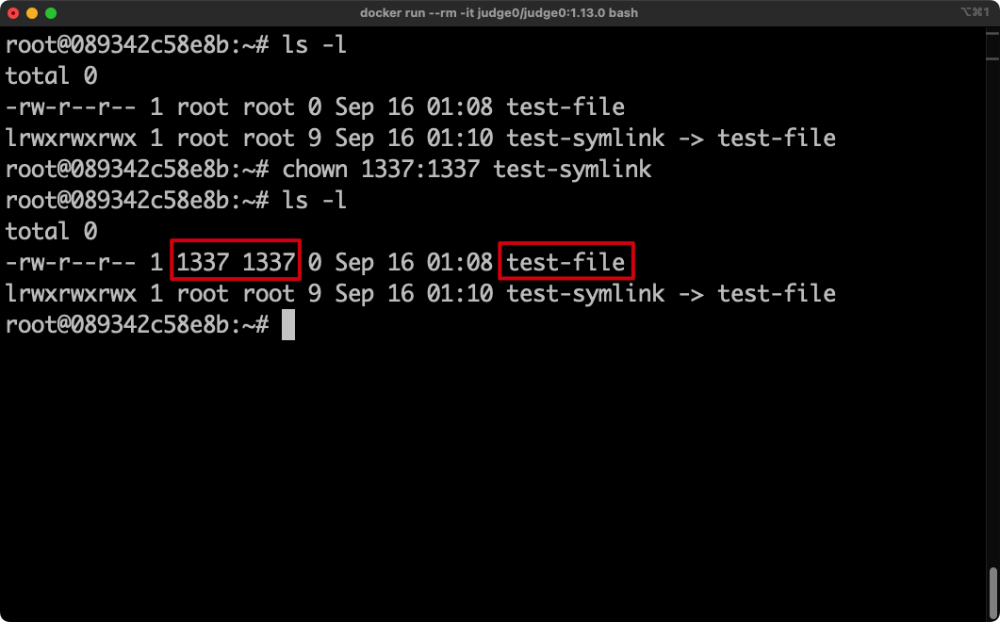 docker run --rm -it judge0/judge0:1.13.0 bash
⌥⌘1
root@089342c58e8b:~# ls -l
total 0
-rw-r--r-- 1 root root 0 Sep 16 01:08 test-file
lrwxrwxrwx 1 root root 9 Sep 16 01:10 test-symlink -> test-file
root@089342c58e8b:~# chown 1337:1337 test-symlink
root@089342c58e8b:~# ls -l
total 0
-rw-r--r-- 1 1337 1337 0 Sep 16 01:08 test-file
lrwxrwxrwx 1 root root 9 Sep 16 01:10 test-symlink -> test-file
root@089342c58e8b:~#